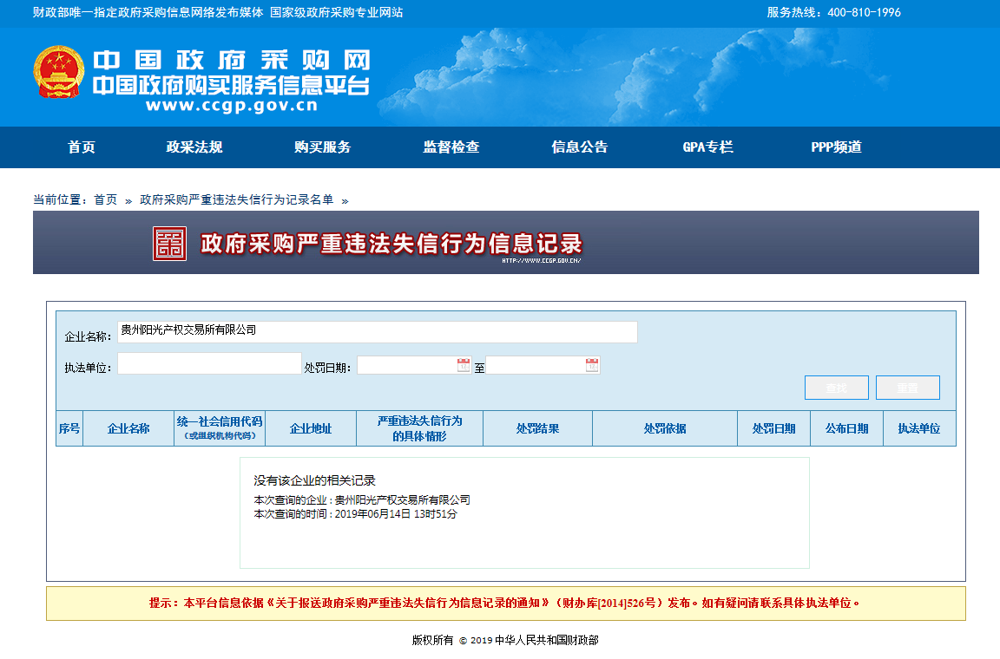 财政部唯一指定政府采购信息网络发布媒体 国家级政府采购专业网站 服务热线：400-810-1996
中国政府采购网
中国政府购买服务信息平台
www.ccgp.gov.cn
首页 政采法规 购买服务 监督检查 信息公告 GPA专栏 PPP频道
当前位置：首页 » 政府采购严重违法失信行为记录名单 »
政府采购严重违法失信行为信息记录
HTTP://WWW.CCGP.GOV.CN/
企业名称： 贵州阳光产权交易所有限公司
执法单位： 处罚日期： 至
查找 重置
序号 企业名称 统一社会信用代码 企业地址 严重违法失信行为 处罚结果 处罚依据 处罚日期 公布日期 执法单位
（或组织机构代码） 的具体情形
没有该企业的相关记录
本次查询的企业 : 贵州阳光产权交易所有限公司
本次查询的时间 : 2019年06月14日 13时51分
提示：本平台信息依据《关于报送政府采购严重违法失信行为信息记录的通知》（财办库[2014]526号）发布。如有疑问请联系具体执法单位。
版权所有 © 2019 中华人民共和国财政部